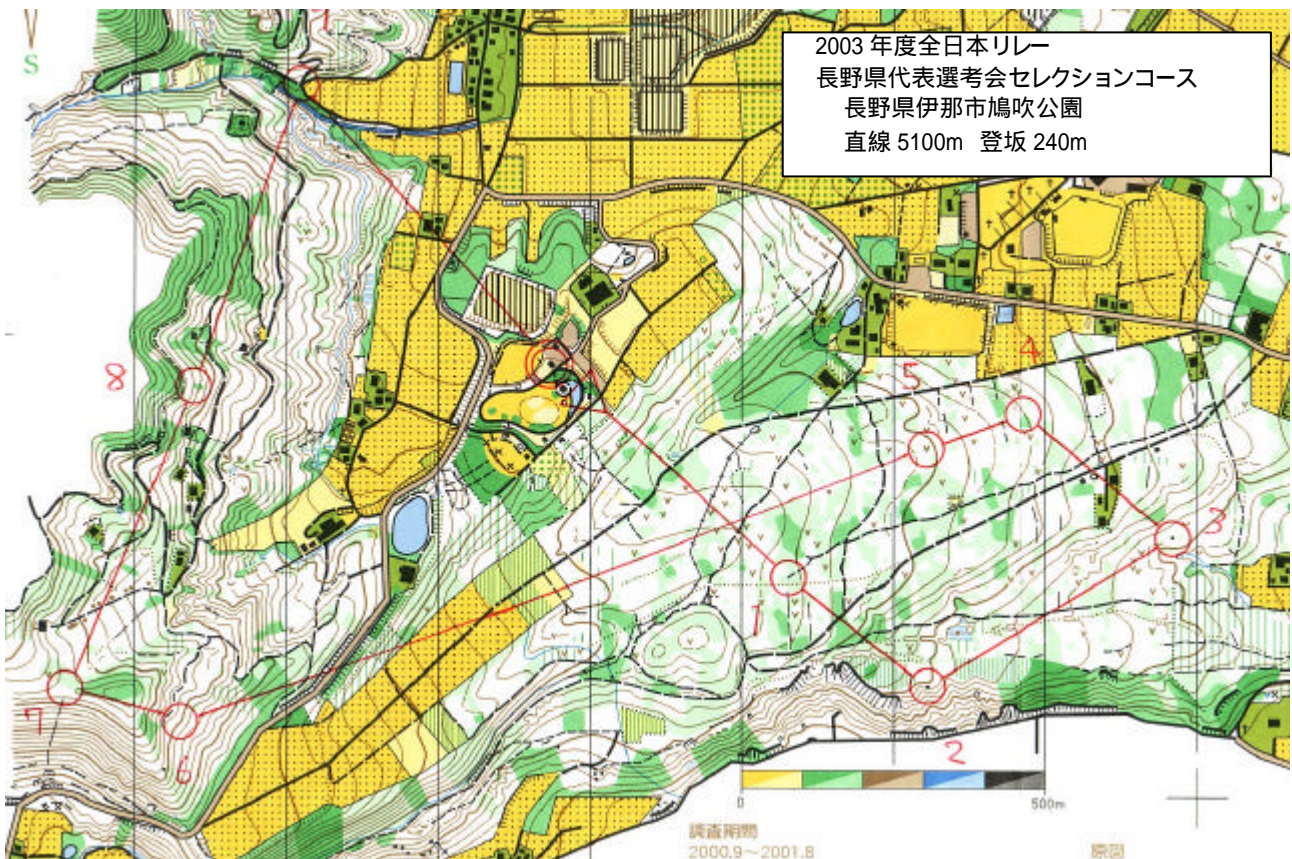 2003 年度全日本リレー
長野県代表選考会セレクションコース
長野県伊那市鳩吹公園
直線 5100m 登坂 240m
S
4
5
8
3
1
7
6
2
0
500m
調査期間
2000.9～2001.8
原図